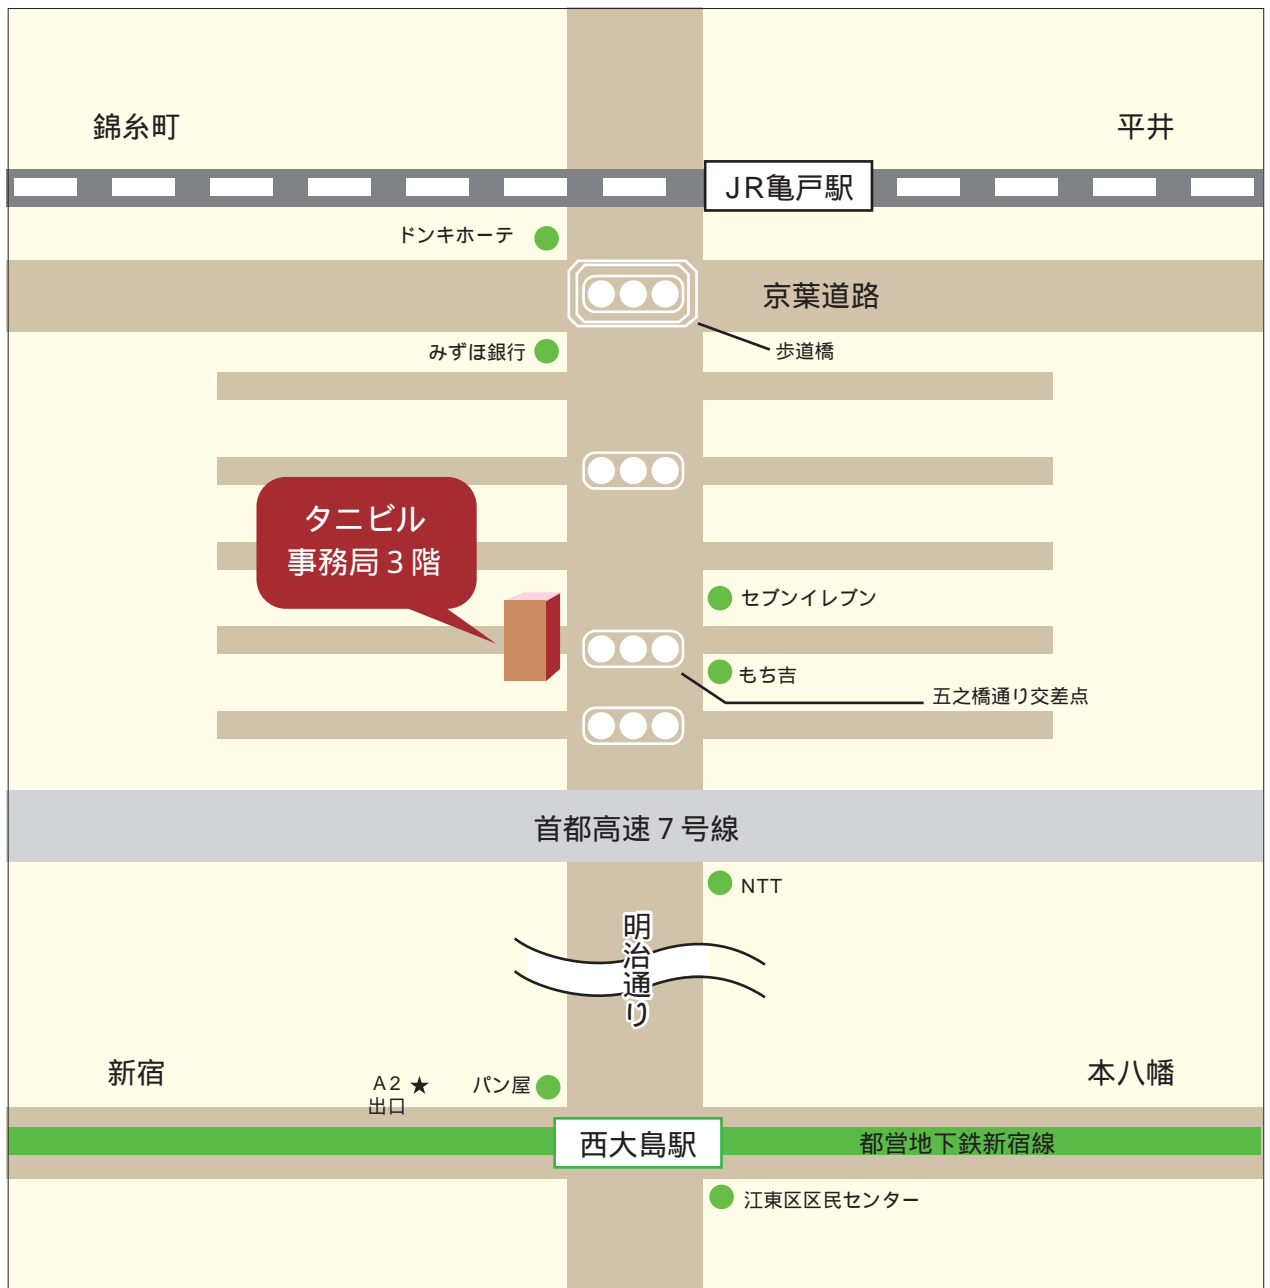 錦糸町
平井
JR亀戸駅
ドンキホーテ
京葉道路
みずほ銀行
歩道橋
タニビル
事務局3階
セブンイレブン
もち吉
五之橋通り交差点
首都高速7号線
NTT
明治通り
新宿
本八幡
A2★
出口
パン屋
西大島駅
都営地下鉄新宿線
江東区区民センター